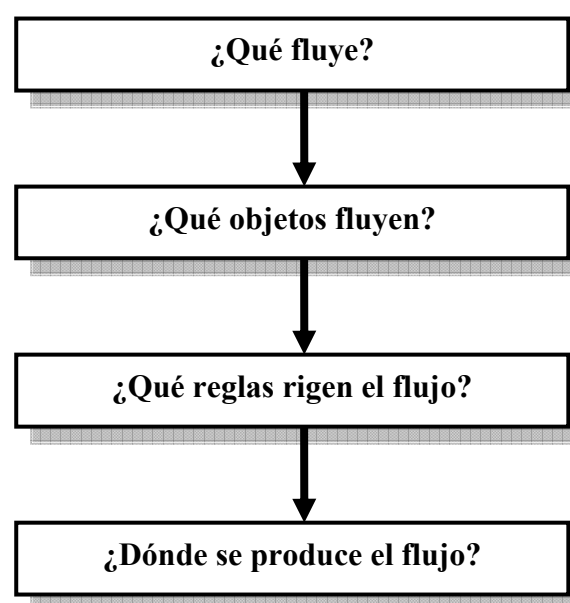 ¿Qué fluye?
¿Qué objetos fluyen?
¿Qué reglas rigen el flujo?
¿Dónde se produce el flujo?